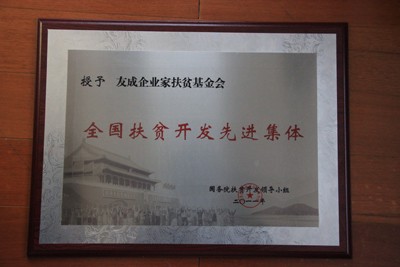 授予 友成企业家扶贫基金会
全国扶贫开发先进集体
国务院扶贫开发领导小组
二〇一一年